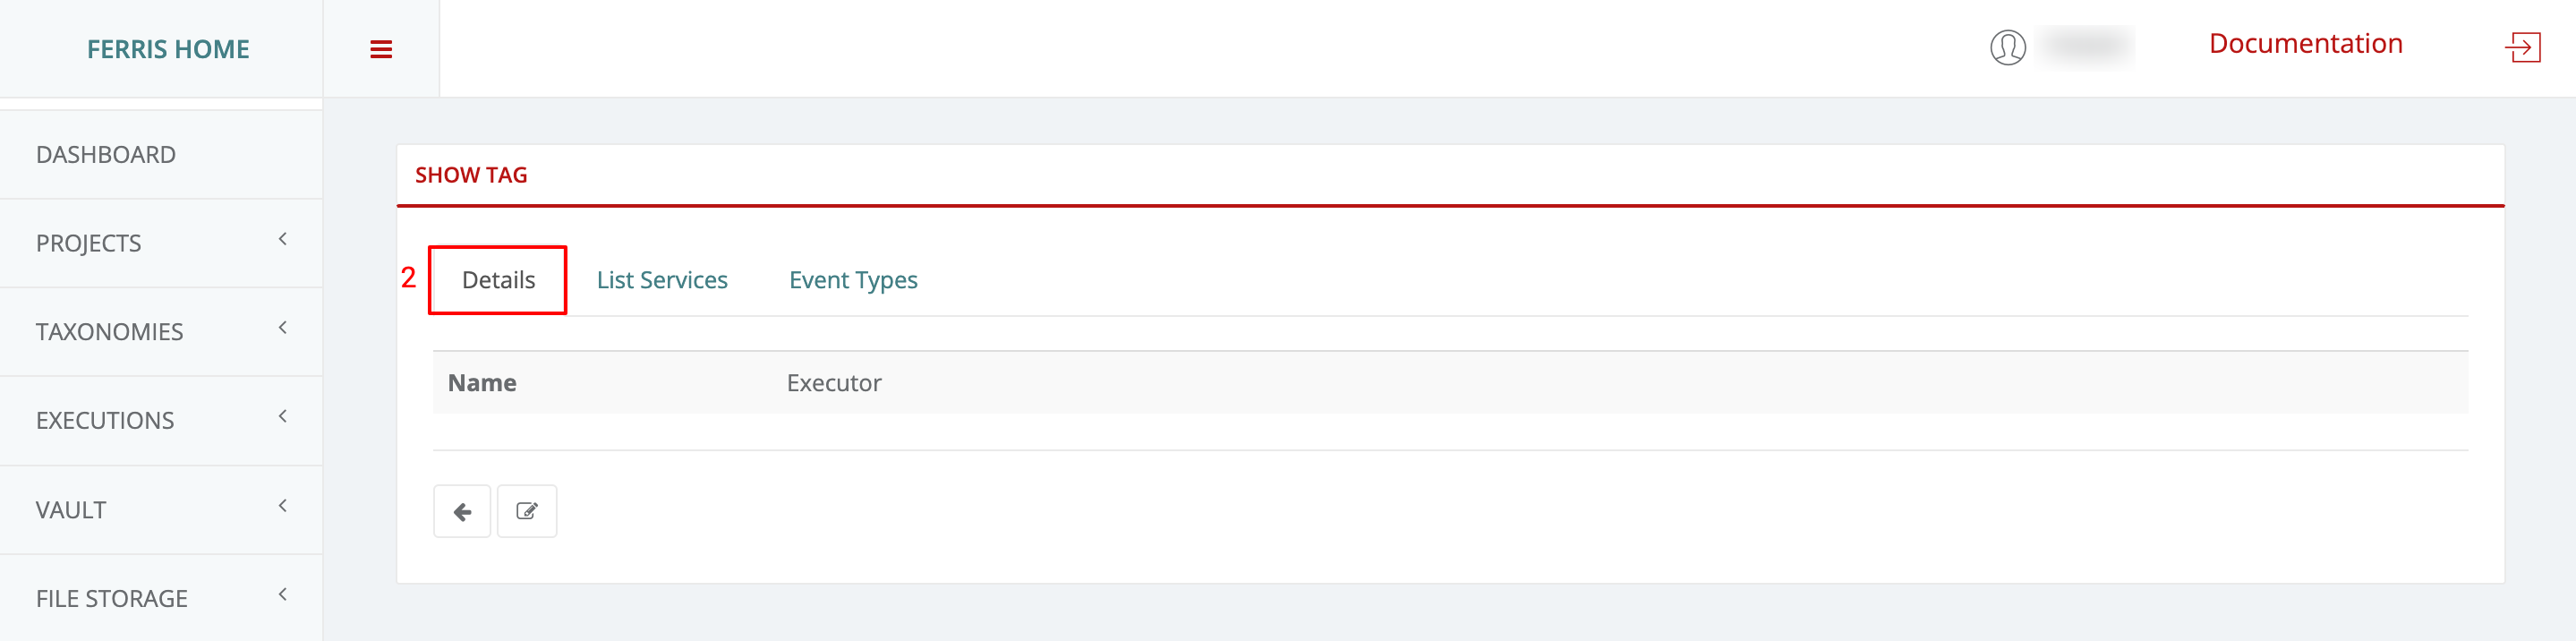 FERRIS HOME
Documentation
DASHBOARD
PROJECTS
TAXONOMIES
EXECUTIONS
VAULT
FILE STORAGE
SHOW TAG
2 Details List Services Event Types
Name Executor